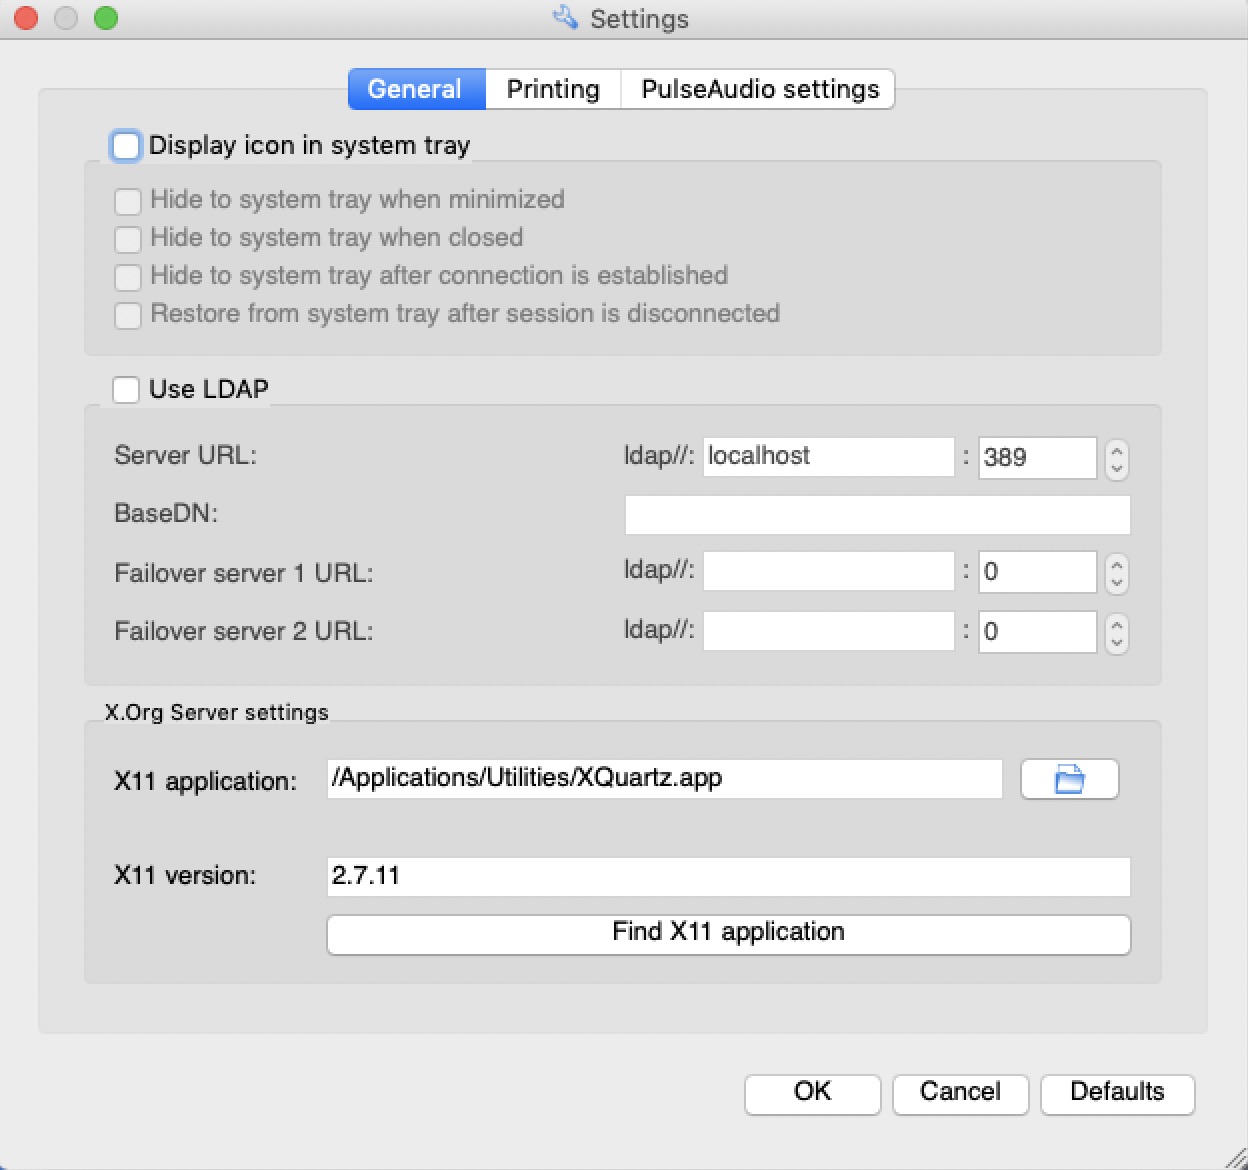 Settings
General Printing PulseAudio settings
Display icon in system tray
Hide to system tray when minimized
Hide to system tray when closed
Hide to system tray after connection is established
Restore from system tray after session is disconnected
Use LDAP
Server URL: ldap//: localhost : 389
BaseDN:
Failover server 1 URL: ldap//: : 0
Failover server 2 URL: ldap//: : 0
X.Org Server settings
X11 application: /Applications/Utilities/XQuartz.app
X11 version: 2.7.11
Find X11 application
OK Cancel Defaults